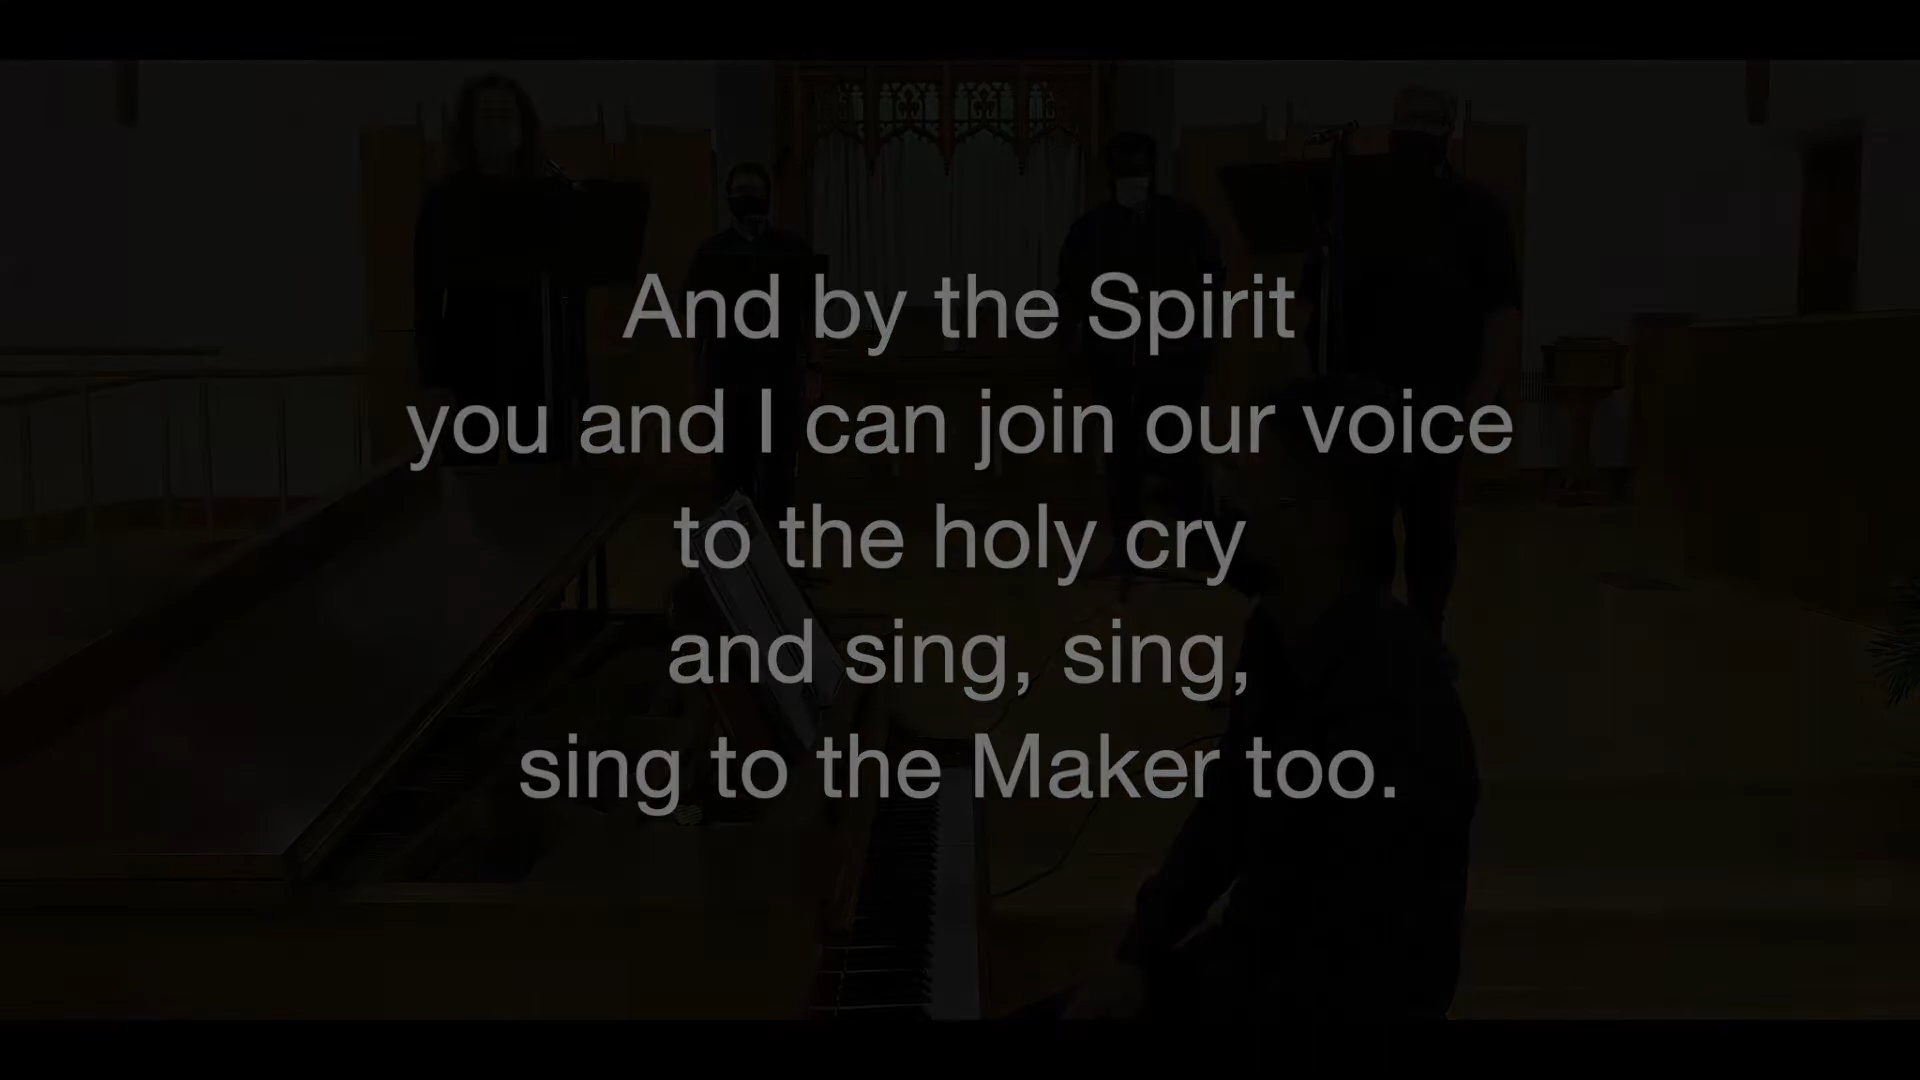 And by the Spirit
you and I can join our voice
to the holy cry
and sing, sing,
sing to the Maker too.